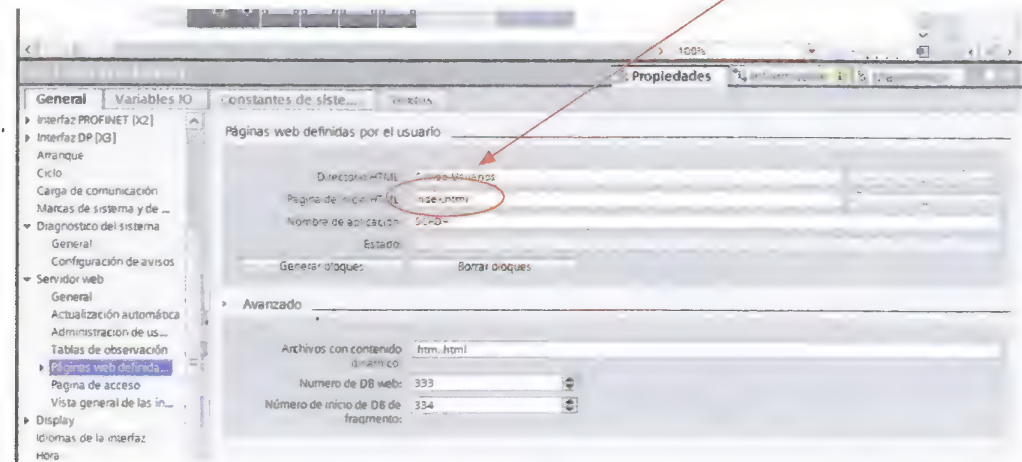 100%
Propiedades
General
Variables IO
Constantes de siste...
Textos
Interfaz PROFINET [X2]
Interfaz DP [X3]
Arranque
Ciclo
Carga de comunicación
Marcas de sistema y de ...
Diagnóstico del sistema
General
Configuración de avisos
Servidor web
General
Actualización automática
Administración de us...
Tablas de observación
Páginas web definida...
Página de acceso
Vista general de las in...
Display
Idiomas de la interfaz
Hora
Páginas web definidas por el usuario
Directorio HTML
Página de inicio HTML
Nombre de aplicación
Estado:
Generar bloques
Borrar bloques
Avanzado
Archivos con contenido dinámico
.htm;.html
Número de DB web: 333
Número de inicio de DB de 334
fragmento: